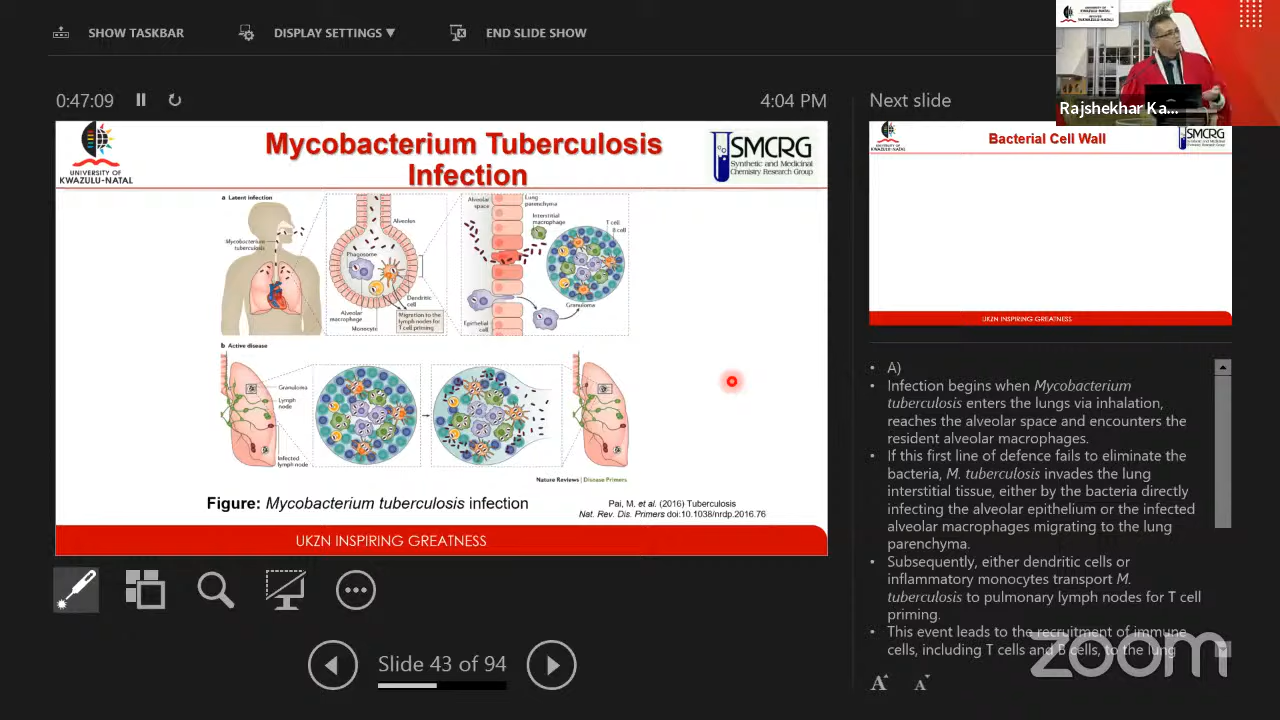 SHOW TASKBAR
DISPLAY SETTINGS ▼
END SLIDE SHOW
Rajshekhar Ka...
0:47:09
4:04 PM
Next slide
UNIVERSITY OF
KWAZULU-NATAL
Mycobacterium Tuberculosis
Infection
SMCRG
Synthetic and Medicinal
Chemistry Research Group
a Latent infection
Mycobacterium
tuberculosis
Alveolus
Phagosome
Dendritic
cell
Alveolar
macrophage
Monocyte
Migration to the
lymph nodes for
T cell priming
Alveolar
space
Lung
parenchyma
Interstitial
macrophage
T cell
B cell
Granuloma
Epithelial
cell
b Active disease
Granuloma
Lymph
node
Infected
lymph node
Nature Reviews | Disease Primers
Figure: Mycobacterium tuberculosis infection
Pai, M. et al. (2016) Tuberculosis
Nat. Rev. Dis. Primers doi:10.1038/nrdp.2016.76
UKZN INSPIRING GREATNESS
Bacterial Cell Wall
SMCRG
UKZN INSPIRING GREATNESS
• A)
• Infection begins when Mycobacterium
tuberculosis enters the lungs via inhalation,
reaches the alveolar space and encounters the
resident alveolar macrophages.
• If this first line of defence fails to eliminate the
bacteria, M. tuberculosis invades the lung
interstitial tissue, either by the bacteria directly
infecting the alveolar epithelium or the infected
alveolar macrophages migrating to the lung
parenchyma.
• Subsequently, either dendritic cells or
inflammatory monocytes transport M.
tuberculosis to pulmonary lymph nodes for T cell
priming.
• This event leads to the recruitment of immune
cells, including T cells and B cells, to the lung
zoom
Slide 43 of 94
A A